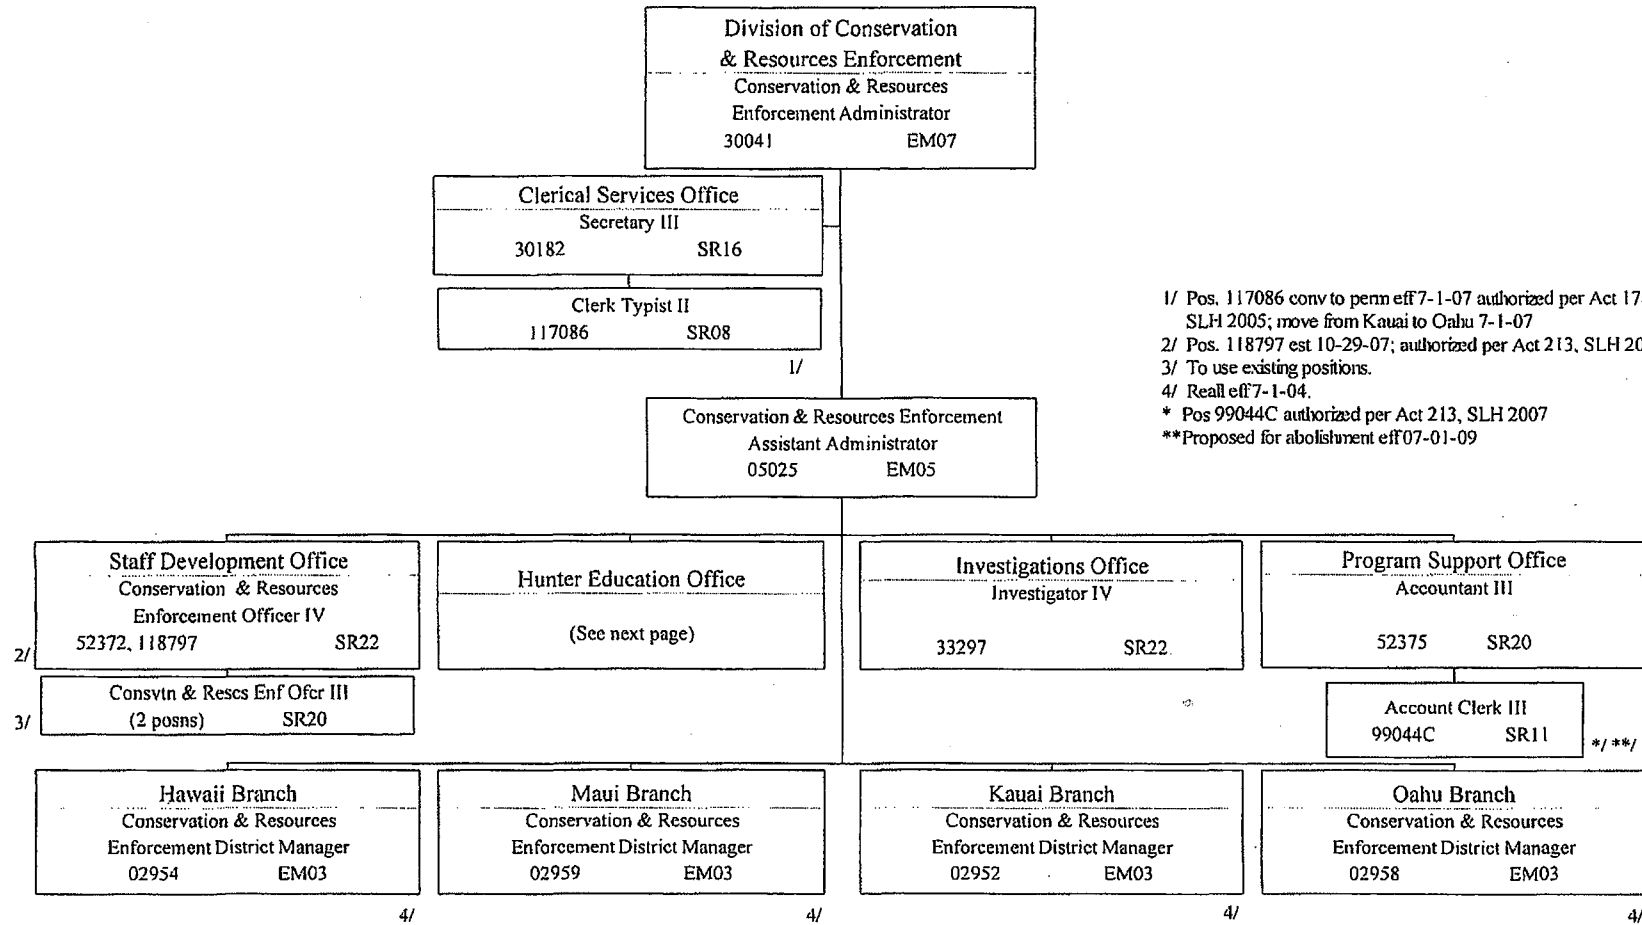 Division of Conservation
& Resources Enforcement
Conservation & Resources
Enforcement Administrator
30041 EM07
Clerical Services Office
Secretary III
30182 SR16
Clerk Typist II
117086 SR08
1/
1/ Pos. 117086 conv to perm eff 7-1-07 authorized per Act 17
SLH 2005; move from Kauai to Oahu 7-1-07
2/ Pos. 118797 est 10-29-07; authorized per Act 213, SLH 20
3/ To use existing positions.
4/ Reall eff 7-1-04.
* Pos 99044C authorized per Act 213, SLH 2007
**Proposed for abolishment eff 07-01-09
Conservation & Resources Enforcement
Assistant Administrator
05025 EM05
Staff Development Office
Conservation & Resources
Enforcement Officer IV
52372, 118797 SR22
2/
Consvtn & Rescs Enf Ofcr III
(2 posns) SR20
3/
Hunter Education Office
(See next page)
Investigations Office
Investigator IV
33297 SR22
Program Support Office
Accountant III
52375 SR20
Account Clerk III
99044C SR11
*/ **/
Hawaii Branch
Conservation & Resources
Enforcement District Manager
02954 EM03
4/
Maui Branch
Conservation & Resources
Enforcement District Manager
02959 EM03
4/
Kauai Branch
Conservation & Resources
Enforcement District Manager
02952 EM03
4/
Oahu Branch
Conservation & Resources
Enforcement District Manager
02958 EM03
4/